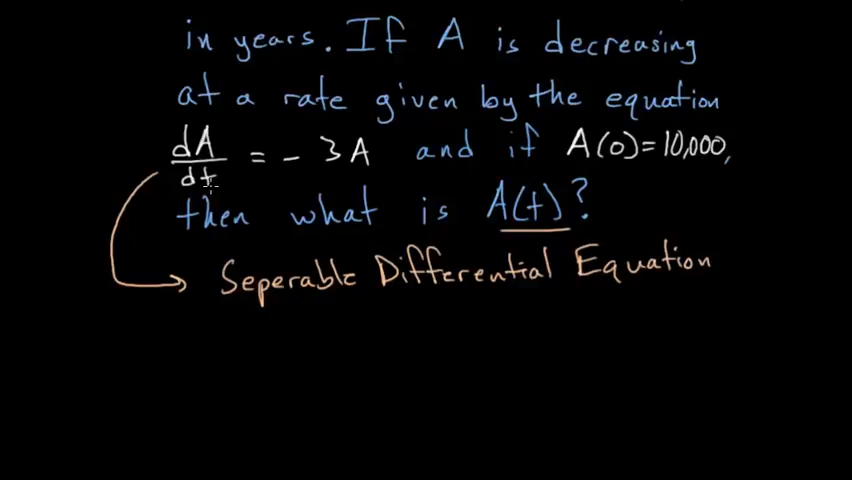 in years. If A is decreasing
at a rate given by the equation
dA/dt = - 3A and if A(0)=10,000,
then what is A(t)?
Seperable Differential Equation